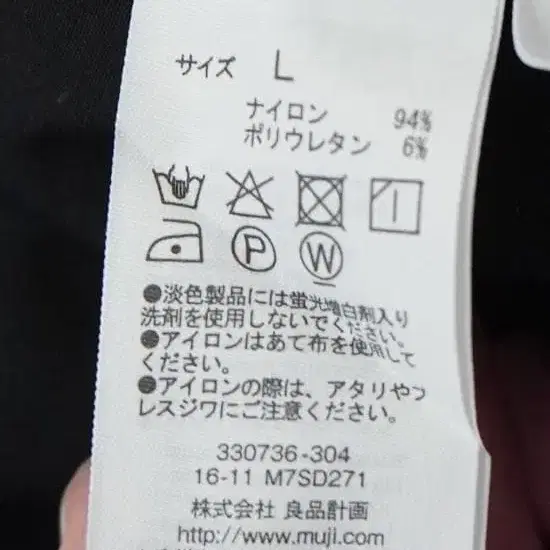 サイズ L
ナイロン 94%
ポリウレタン 6%
P W
●淡色製品には蛍光増白剤入り
洗剤を使用しないでください。
●アイロンはあて布を使用して
ください。
●アイロンの際は、アタリやプ
レスジワにご注意ください。
330736-304
16-11 M7SD271
株式会社 良品計画
http://www.muji.com